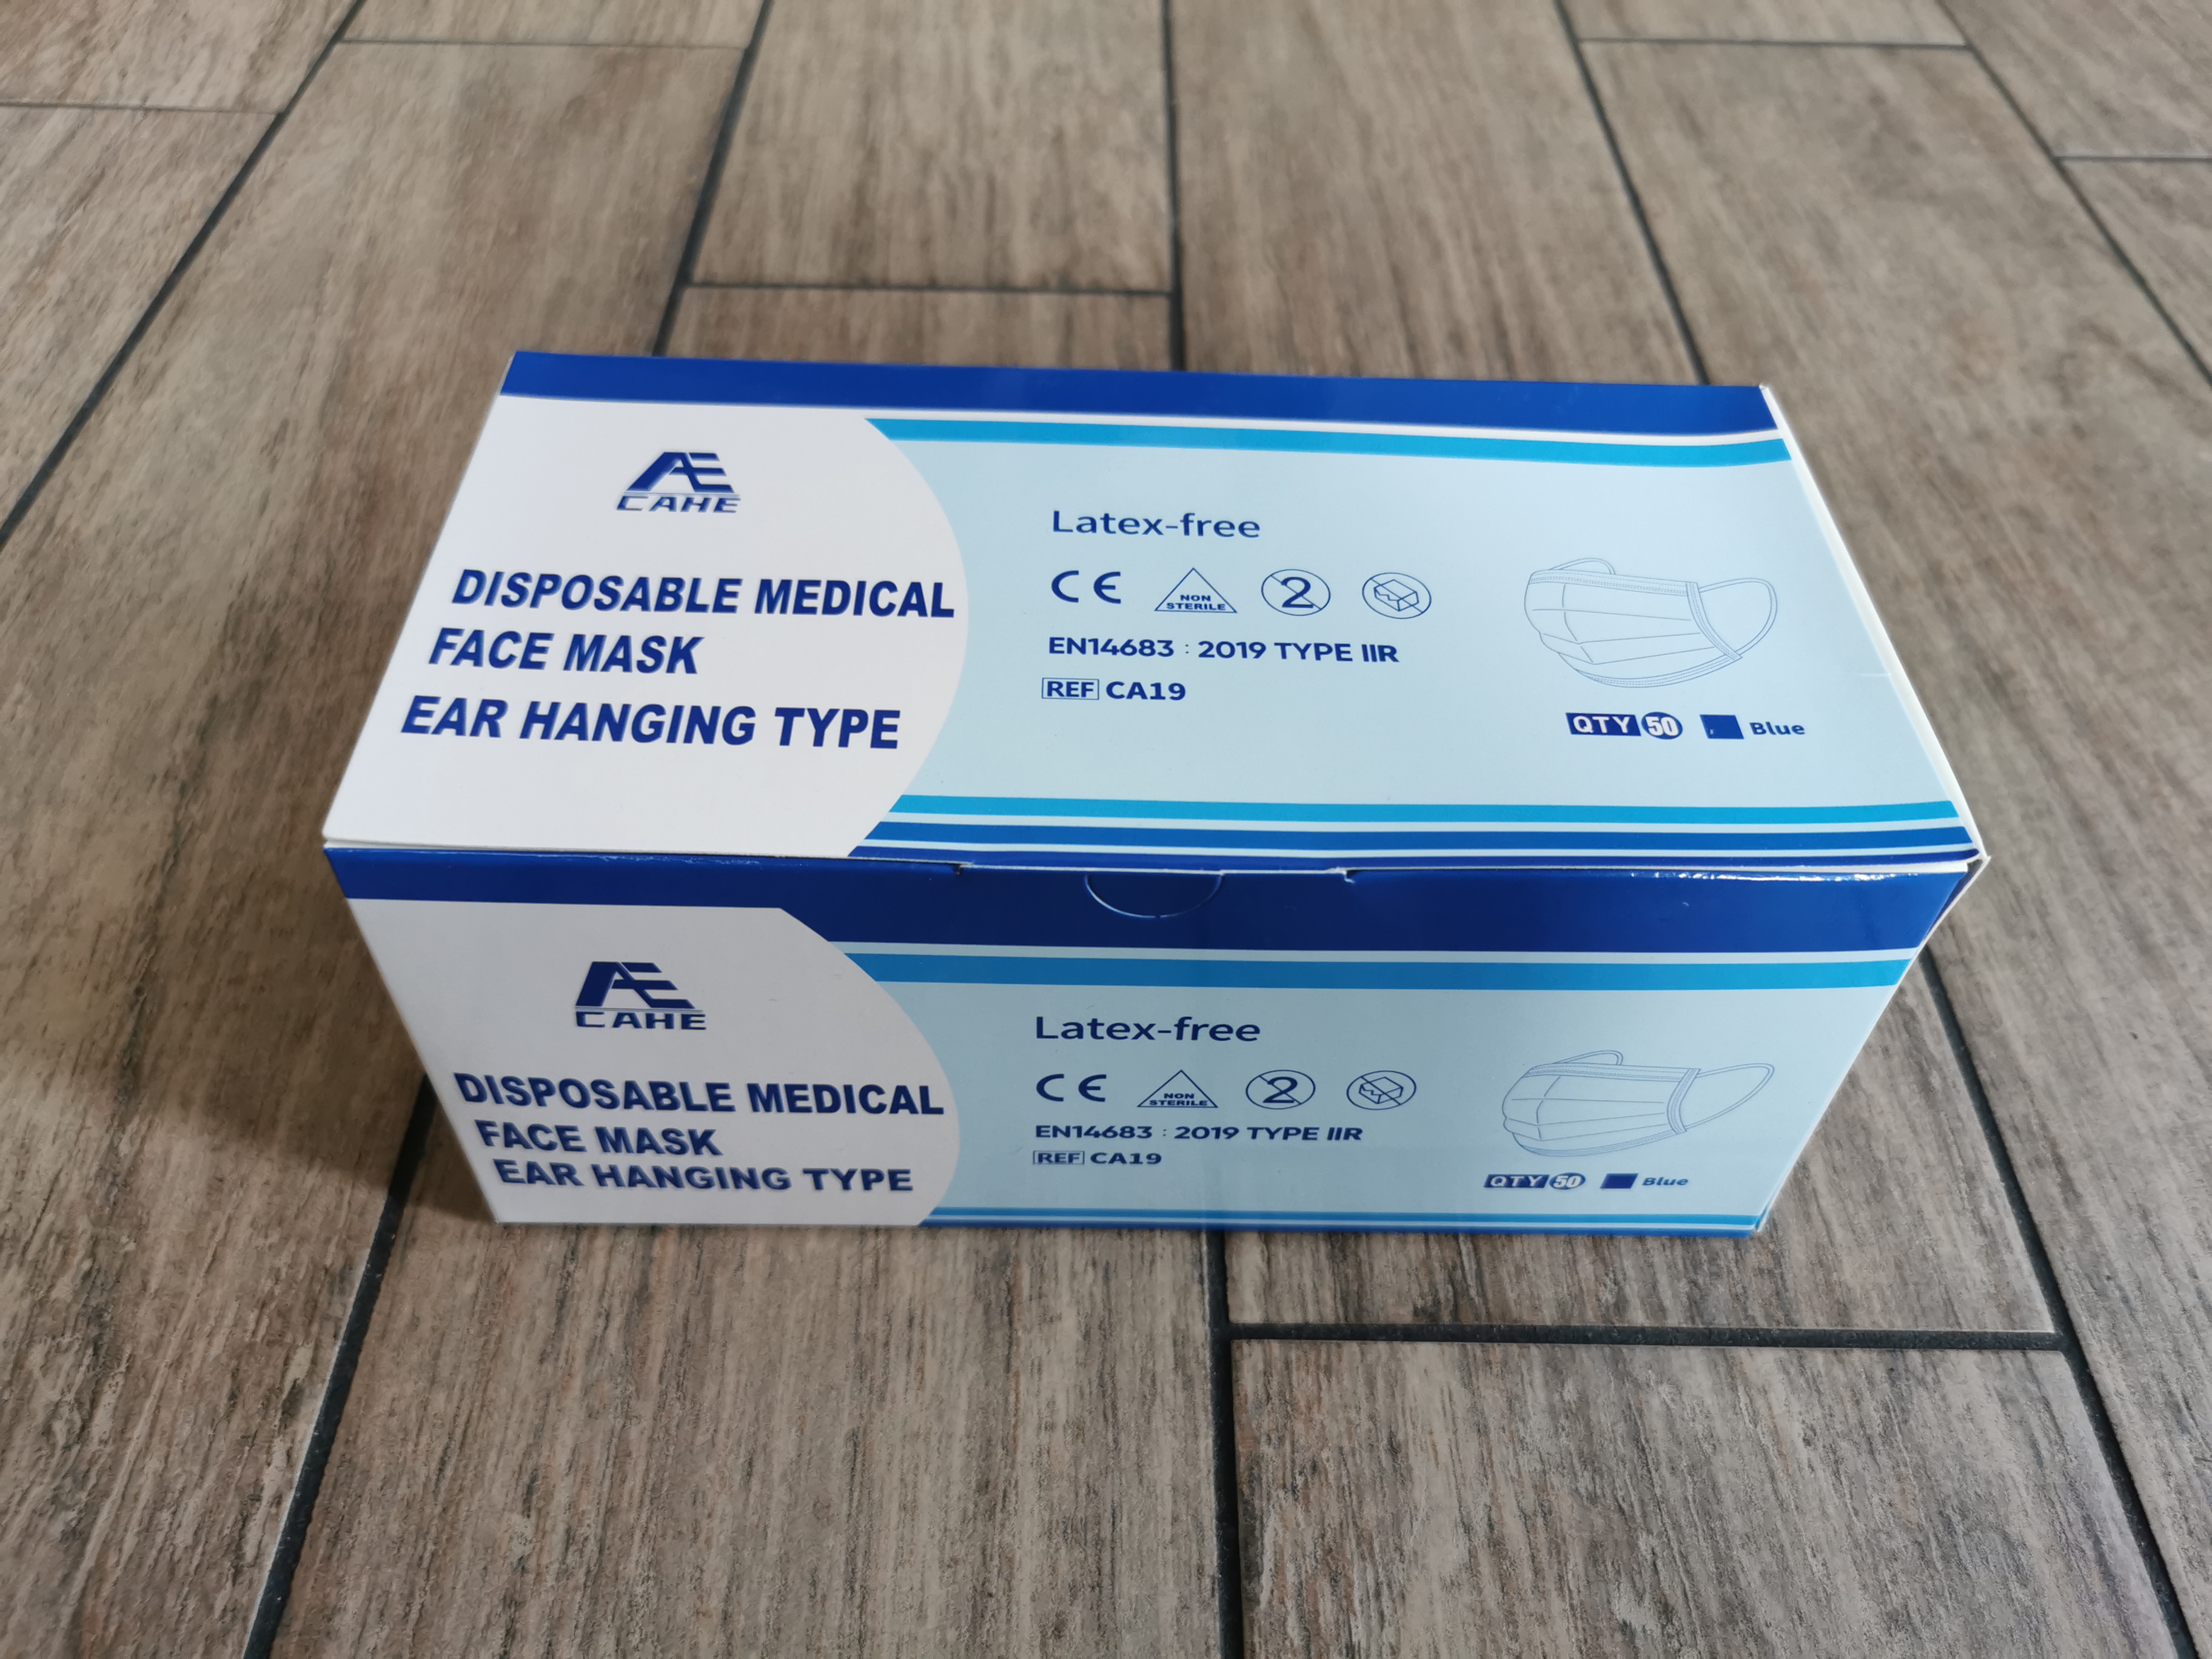 AE
CAHE
DISPOSABLE MEDICAL
FACE MASK
EAR HANGING TYPE
Latex-free
CE NON STERILE 2
EN14683 : 2019 TYPE IIR
REF CA19
QTY 50 Blue
AE
CAHE
DISPOSABLE MEDICAL
FACE MASK
EAR HANGING TYPE
Latex-free
CE NON STERILE 2
EN14683 : 2019 TYPE IIR
REF CA19
QTY 50 Blue